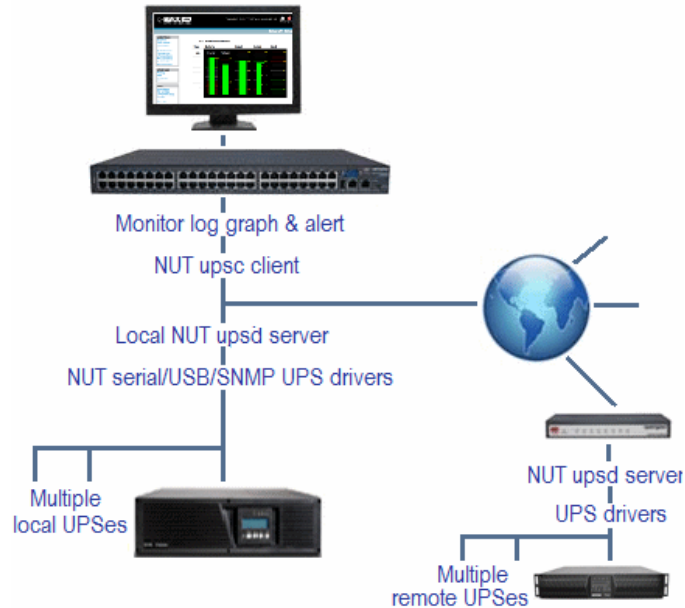 Monitor log graph & alert
NUT upsc client
Local NUT upsd server
NUT serial/USB/SNMP UPS drivers
Multiple
local UPSes
NUT upsd server
UPS drivers
Multiple
remote UPSes